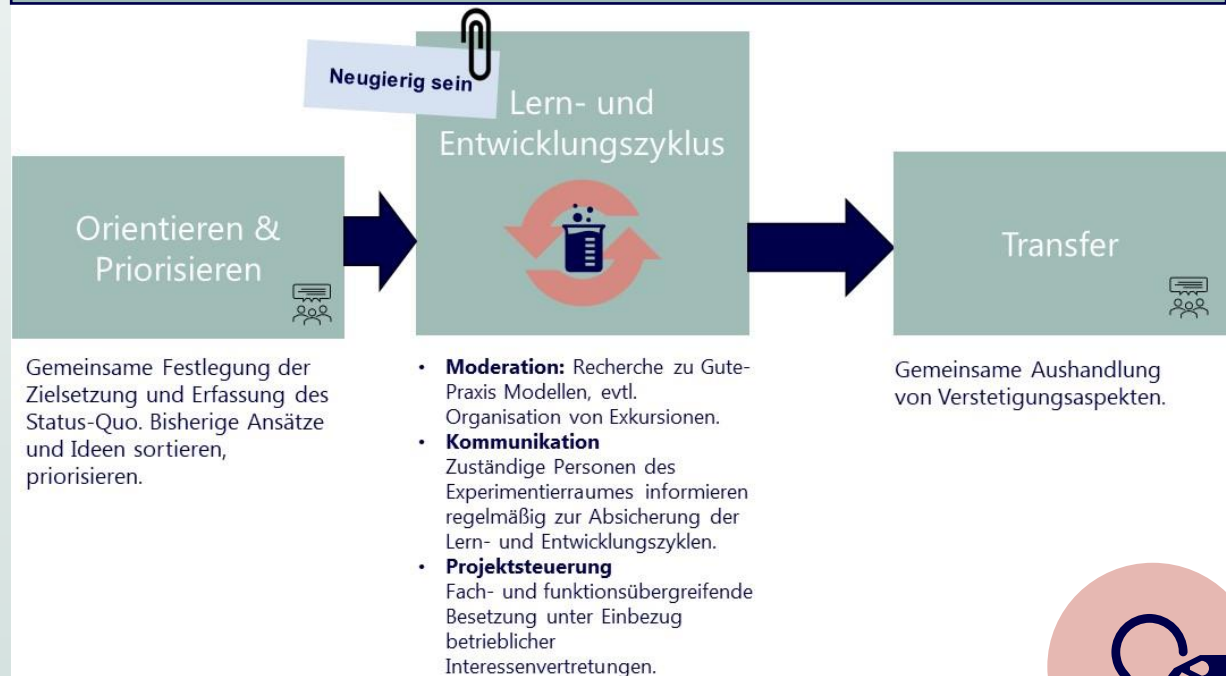 Neugierig sein
Lern- und
Entwicklungszyklus
Orientieren &
Priorisieren
Transfer
Gemeinsame Festlegung der
Zielsetzung und Erfassung des
Status-Quo. Bisherige Ansätze
und Ideen sortieren,
priorisieren.
• Moderation: Recherche zu Gute-
Praxis Modellen, evtl.
Organisation von Exkursionen.
• Kommunikation
Zuständige Personen des
Experimentierraumes informieren
regelmäßig zur Absicherung der
Lern- und Entwicklungszyklen.
• Projektsteuerung
Fach- und funktionsübergreifende
Besetzung unter Einbezug
betrieblicher
Interessenvertretungen.
Gemeinsame Aushandlung
von Verstetigungsaspekten.